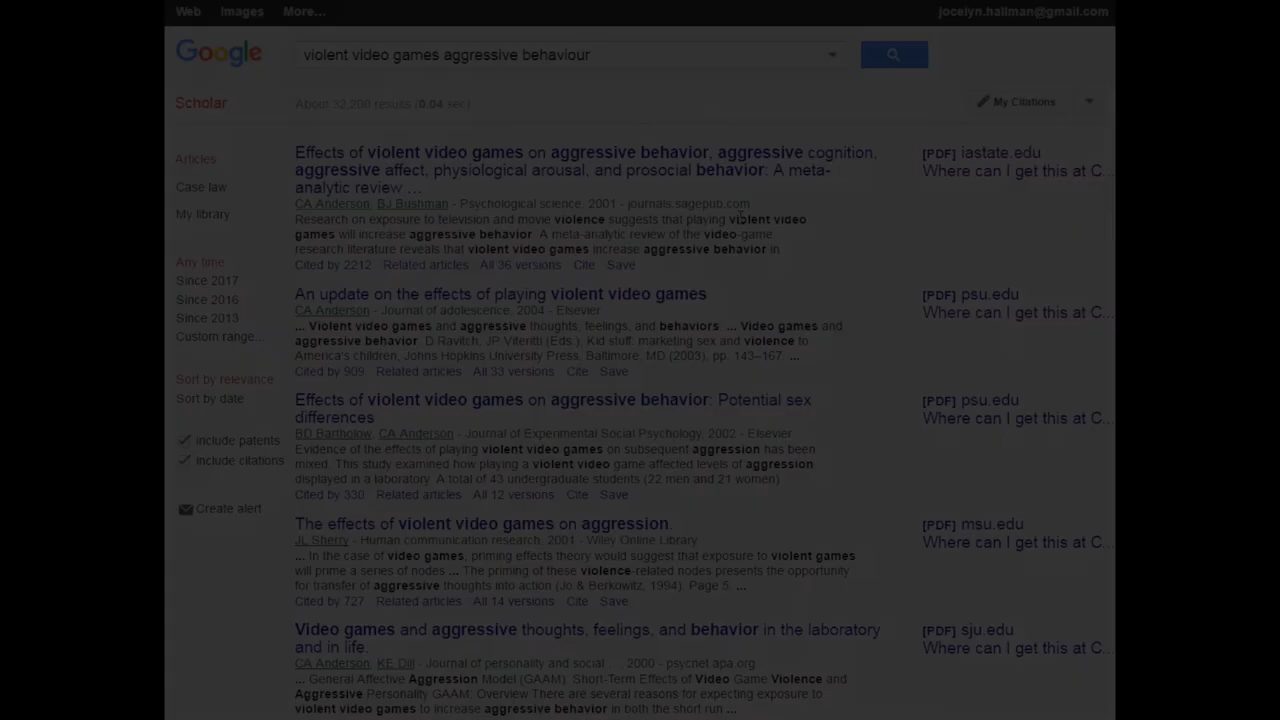 Web Images More... jocelyn.hallman@gmail.com
Google violent video games aggressive behaviour
Scholar About 32,200 results (0.04 sec) My Citations
Articles
Case law
My library
Any time
Since 2017
Since 2016
Since 2013
Custom range...
Sort by relevance
Sort by date
include patents
include citations
Create alert
Effects of violent video games on aggressive behavior, aggressive cognition,
aggressive affect, physiological arousal, and prosocial behavior: A meta-
analytic review ...
CA Anderson, BJ Bushman - Psychological science, 2001 - journals.sagepub.com
Research on exposure to television and movie violence suggests that playing violent video
games will increase aggressive behavior. A meta-analytic review of the video-game
research literature reveals that violent video games increase aggressive behavior in
Cited by 2212 Related articles All 36 versions Cite Save
[PDF] iastate.edu
Where can I get this at C...
An update on the effects of playing violent video games
CA Anderson - Journal of adolescence, 2004 - Elsevier
... Violent video games and aggressive thoughts, feelings, and behaviors. ... Video games and
aggressive behavior. D Ravitch, JP Viteritti (Eds.), Kid stuff: marketing sex and violence to
America's children, Johns Hopkins University Press, Baltimore, MD (2003), pp. 143–167. ...
Cited by 909 Related articles All 33 versions Cite Save
[PDF] psu.edu
Where can I get this at C...
Effects of violent video games on aggressive behavior: Potential sex
differences
BD Bartholow, CA Anderson - Journal of Experimental Social Psychology, 2002 - Elsevier
Evidence of the effects of playing violent video games on subsequent aggression has been
mixed. This study examined how playing a violent video game affected levels of aggression
displayed in a laboratory. A total of 43 undergraduate students (22 men and 21 women)
Cited by 330 Related articles All 12 versions Cite Save
[PDF] psu.edu
Where can I get this at C...
The effects of violent video games on aggression.
JL Sherry - Human communication research, 2001 - Wiley Online Library
... In the case of video games, priming effects theory would suggest that exposure to violent games
will prime a series of nodes ... The priming of these violence-related nodes presents the opportunity
for transfer of aggressive thoughts into action (Jo & Berkowitz, 1994). Page 5. ...
Cited by 727 Related articles All 14 versions Cite Save
[PDF] msu.edu
Where can I get this at C...
Video games and aggressive thoughts, feelings, and behavior in the laboratory
and in life.
CA Anderson, KE Dill - Journal of personality and social ..., 2000 - psycnet.apa.org
... General Affective Aggression Model (GAAM): Short-Term Effects of Video Game Violence and
Aggressive Personality GAAM: Overview There are several reasons for expecting exposure to
violent video games to increase aggressive behavior in both the short run ...
[PDF] sju.edu
Where can I get this at C...